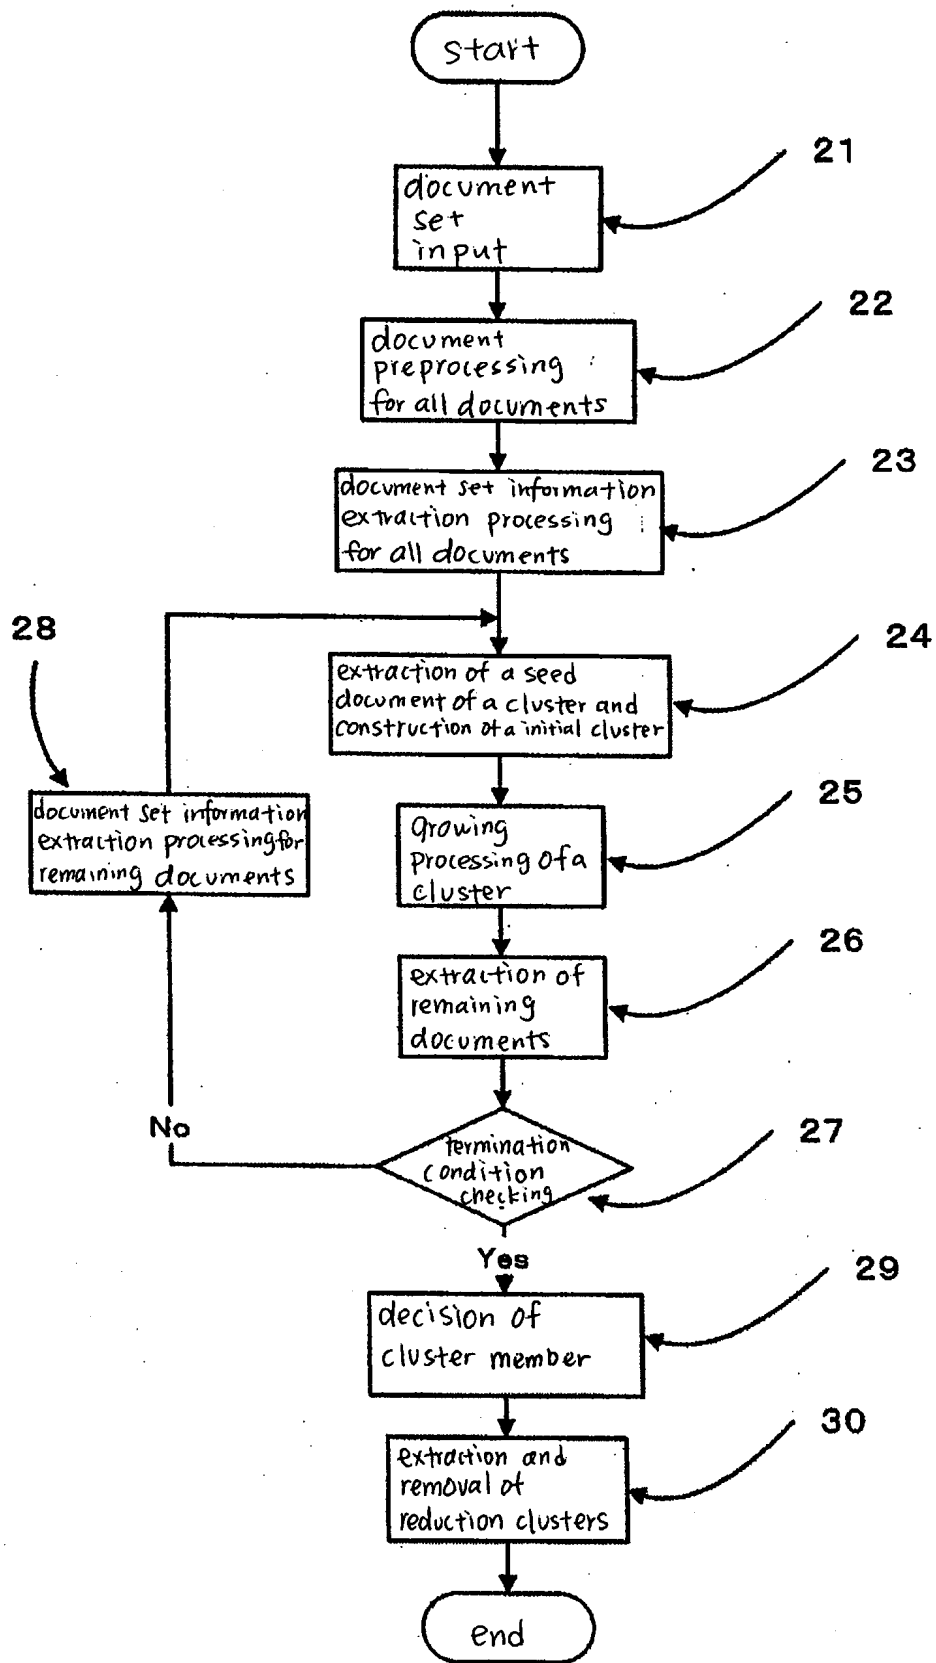 start
21
document
set
input
22
document
preprocessing
for all documents
23
document set information
extraction processing
for all documents
28
24
extraction of a seed
document of a cluster and
construction of a initial cluster
document set information
extraction processing for
remaining documents
25
growing
processing of a
cluster
26
extraction of
remaining
documents
No
27
termination
condition
checking
Yes
29
decision of
cluster member
30
extraction and
removal of
reduction clusters
end